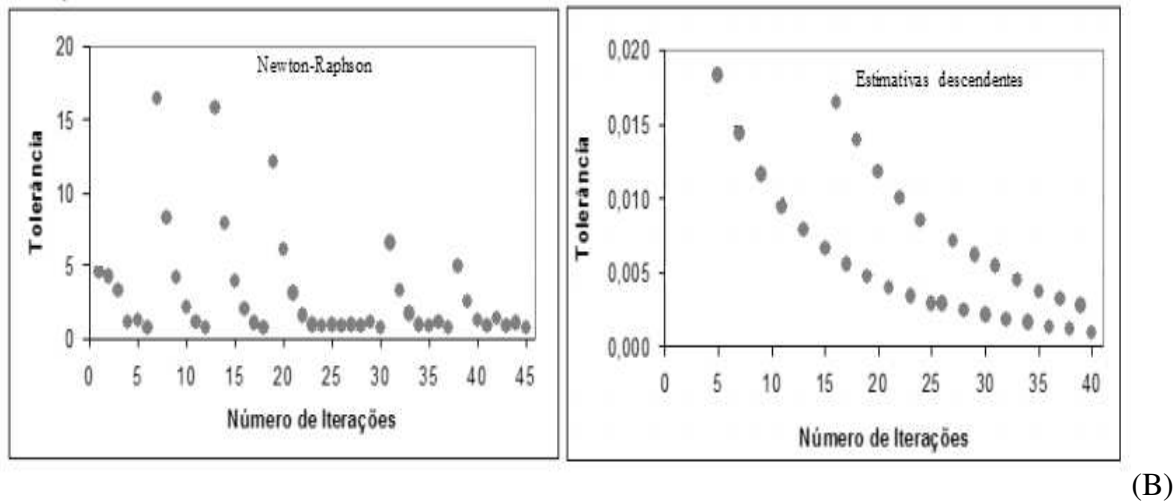 Newton-Raphson
Tolerância
20
15
10
5
0
0 5 10 15 20 25 30 35 40 45
Número de Iterações
Estimativas descendentes
Tolerância
0,020
0,015
0,010
0,005
0,000
0 5 10 15 20 25 30 35 40
Número de Iterações
(B)